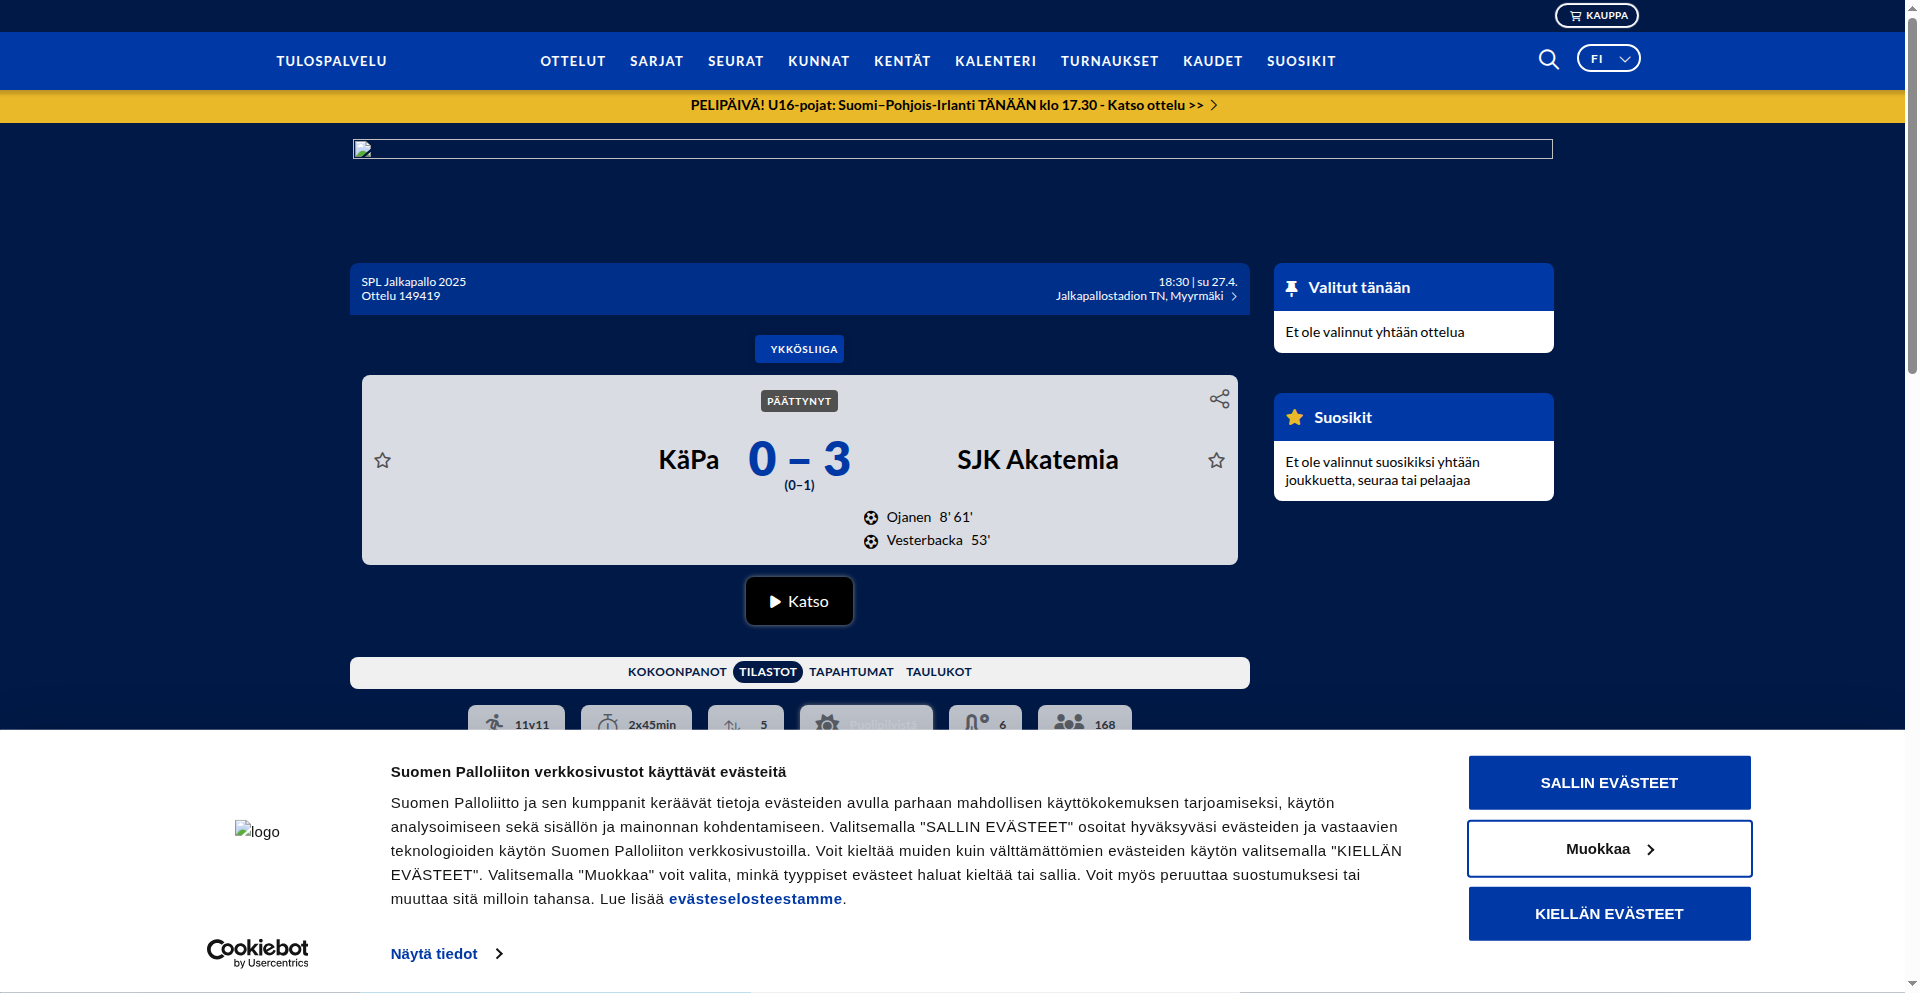 KAUPPA
TULOSPALVELU OTTELUT SARJAT SEURAT KUNNAT KENTÄT KALENTERI TURNAUKSET KAUDET SUOSIKIT FI
PELIPÄIVÄ! U16-pojat: Suomi–Pohjois-Irlanti TÄNÄÄN klo 17.30 - Katso ottelu >>
SPL Jalkapallo 2025
Ottelu 149419
18:30 | su 27.4.
Jalkapallostadion TN, Myyrmäki
YKKÖSLIIGA
PÄÄTTYNYT
KäPa 0 – 3 SJK Akatemia
(0–1)
Ojanen 8' 61'
Vesterbacka 53'
Katso
KOKOONPANOT TILASTOT TAPAHTUMAT TAULUKOT
11v11 2x45min 5 Puolipilvistä 6 168
Valitut tänään
Et ole valinnut yhtään ottelua
Suosikit
Et ole valinnut suosikiksi yhtään
joukkuetta, seuraa tai pelaajaa
logo
Cookiebot
by Usercentrics
Suomen Palloliiton verkkosivustot käyttävät evästeitä
Suomen Palloliitto ja sen kumppanit keräävät tietoja evästeiden avulla parhaan mahdollisen käyttökokemuksen tarjoamiseksi, käytön
analysoimiseen sekä sisällön ja mainonnan kohdentamiseen. Valitsemalla "SALLIN EVÄSTEET" osoitat hyväksyväsi evästeiden ja vastaavien
teknologioiden käytön Suomen Palloliiton verkkosivustoilla. Voit kieltää muiden kuin välttämättömien evästeiden käytön valitsemalla "KIELLÄN
EVÄSTEET". Valitsemalla "Muokkaa" voit valita, minkä tyyppiset evästeet haluat kieltää tai sallia. Voit myös peruuttaa suostumuksesi tai
muuttaa sitä milloin tahansa. Lue lisää evästeselosteestamme.
Näytä tiedot
SALLIN EVÄSTEET
Muokkaa
KIELLÄN EVÄSTEET